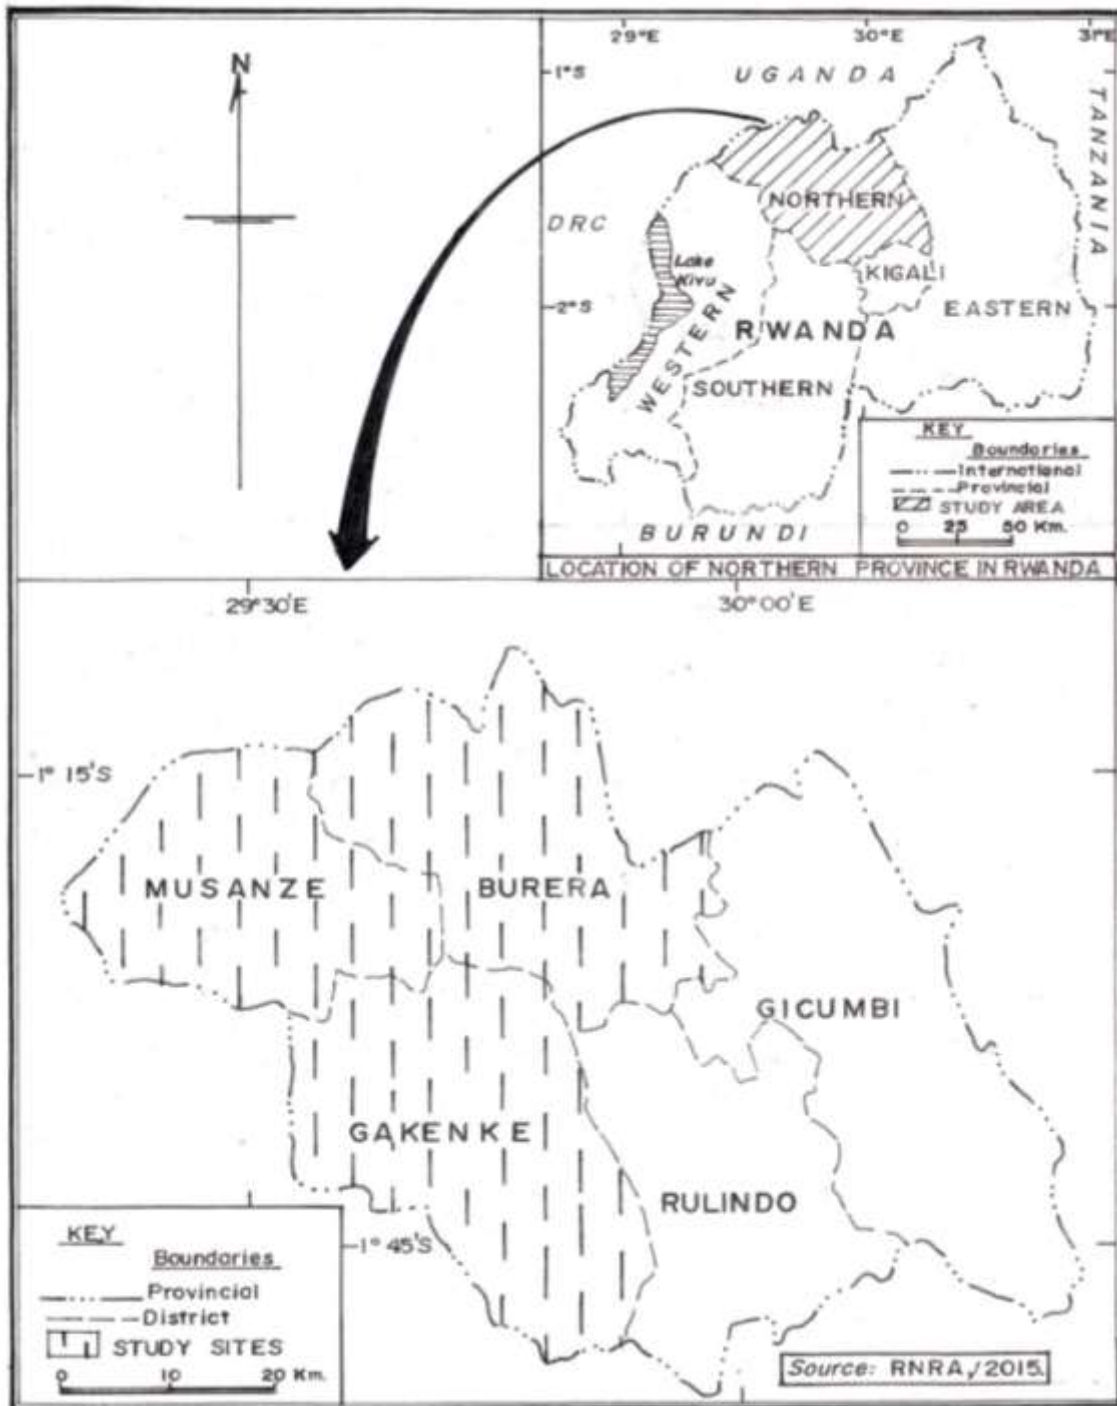 N
29°E 30°E 31°E
1°S
UGANDA
TANZANIA
NORTHERN
DRC
Lake
Kivu
KIGALI
2°S
EASTERN
WESTERN
RWANDA
SOUTHERN
KEY
Boundaries
International
Provincial
STUDY AREA
0 25 50 Km.
BURUNDI
LOCATION OF NORTHERN PROVINCE IN RWANDA
29°30'E 30°00'E
1°15'S
MUSANZE BURERA
GICUMBI
GAKENKE
RULINDO
1°45'S
KEY
Boundaries
Provincial
District
STUDY SITES
0 10 20 Km.
Source: RNRA,/2015.